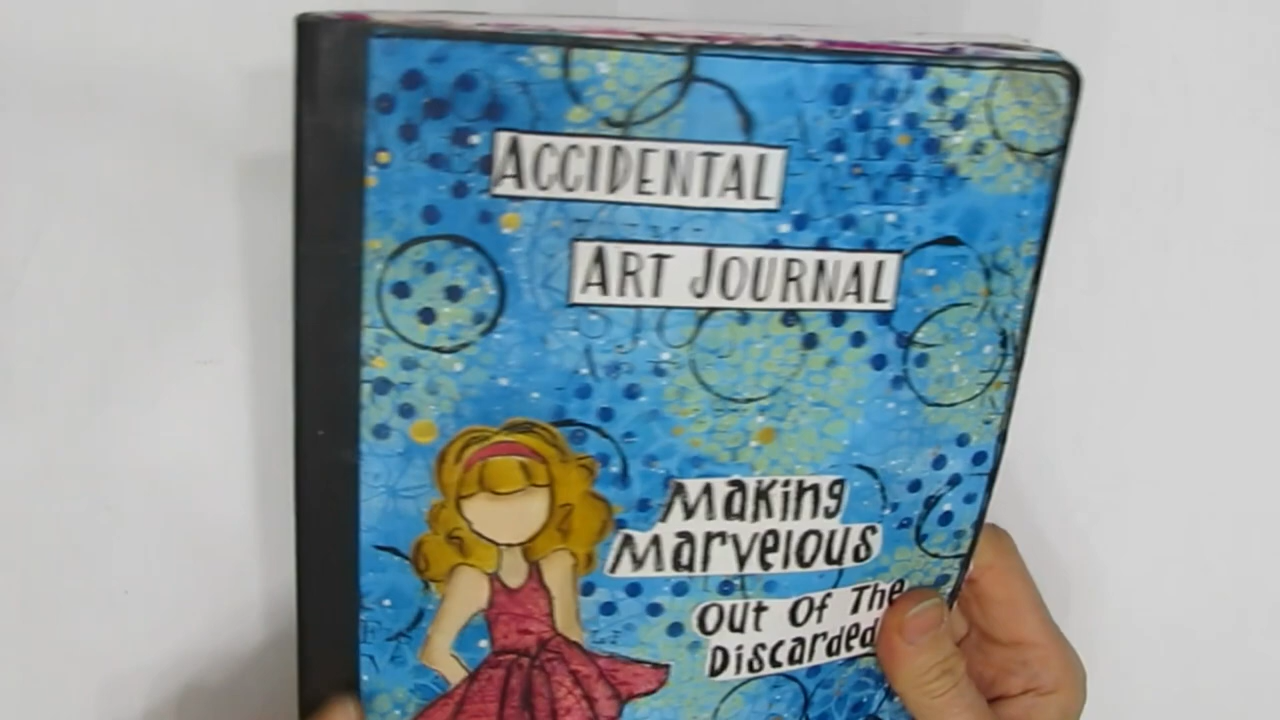 ACCIDENTAL
ART JOURNAL
Making
Marvelous
Out Of The
Discarded